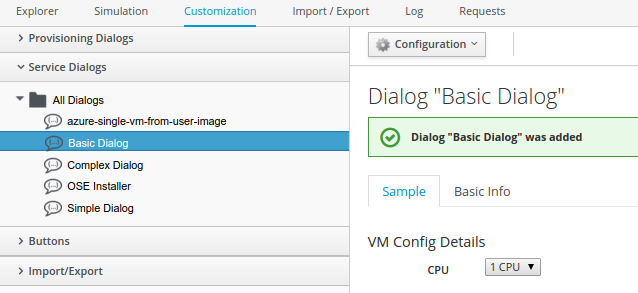 Explorer Simulation Customization Import / Export Log Requests
Provisioning Dialogs
Service Dialogs
All Dialogs
azure-single-vm-from-user-image
Basic Dialog
Complex Dialog
OSE Installer
Simple Dialog
Buttons
Import/Export
Configuration
Dialog "Basic Dialog"
Dialog "Basic Dialog" was added
Sample Basic Info
VM Config Details
CPU 1 CPU